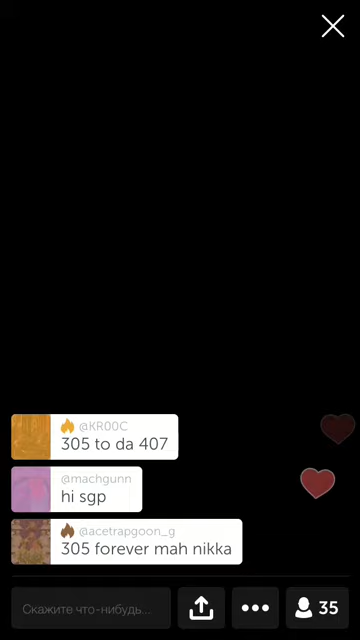 @KR00C
305 to da 407
@machgunn
hi sgp
@acetrapgoon_g
305 forever mah nikka
Скажите что-нибудь...
35